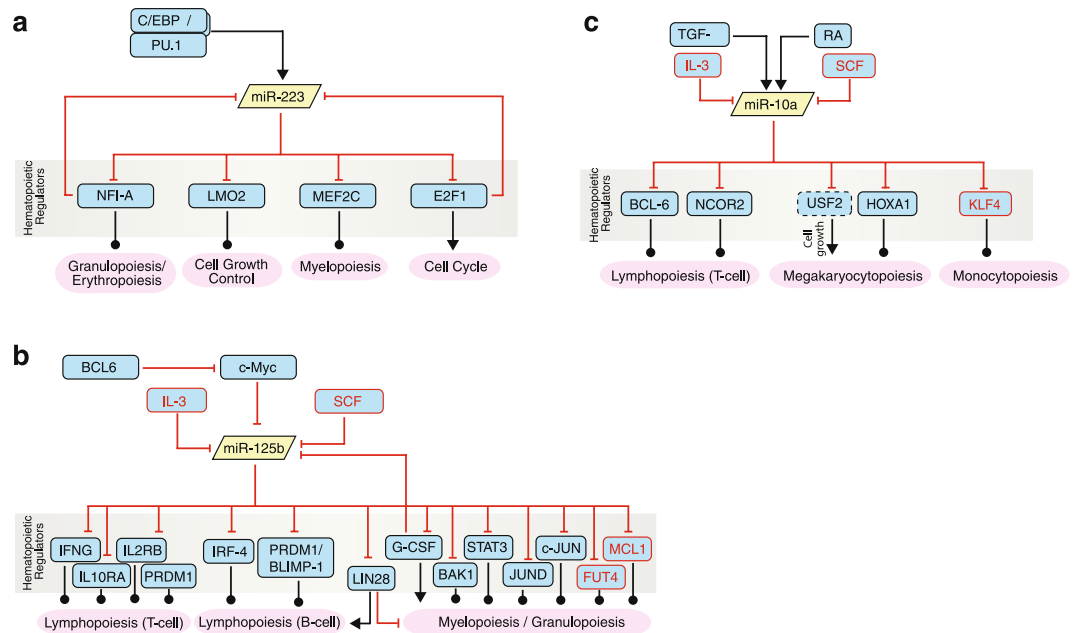 a
C/EBP /
PU.1
miR-223
Hematopoietic
Regulators
NFI-A
LMO2
MEF2C
E2F1
Granulopoiesis/
Erythropoiesis
Cell Growth
Control
Myelopoiesis
Cell Cycle
c
TGF-
RA
IL-3
SCF
miR-10a
Hematopoietic
Regulators
BCL-6
NCOR2
USF2
HOXA1
KLF4
Cell
growth
Lymphopoiesis (T-cell)
Megakaryocytopoiesis
Monocytopoiesis
b
BCL6
c-Myc
IL-3
SCF
miR-125b
Hematopoietic
Regulators
IFNG
IL10RA
IL2RB
PRDM1
IRF-4
PRDM1/
BLIMP-1
LIN28
G-CSF
BAK1
STAT3
JUND
c-JUN
FUT4
MCL1
Lymphopoiesis (T-cell)
Lymphopoiesis (B-cell)
Myelopoiesis / Granulopoiesis